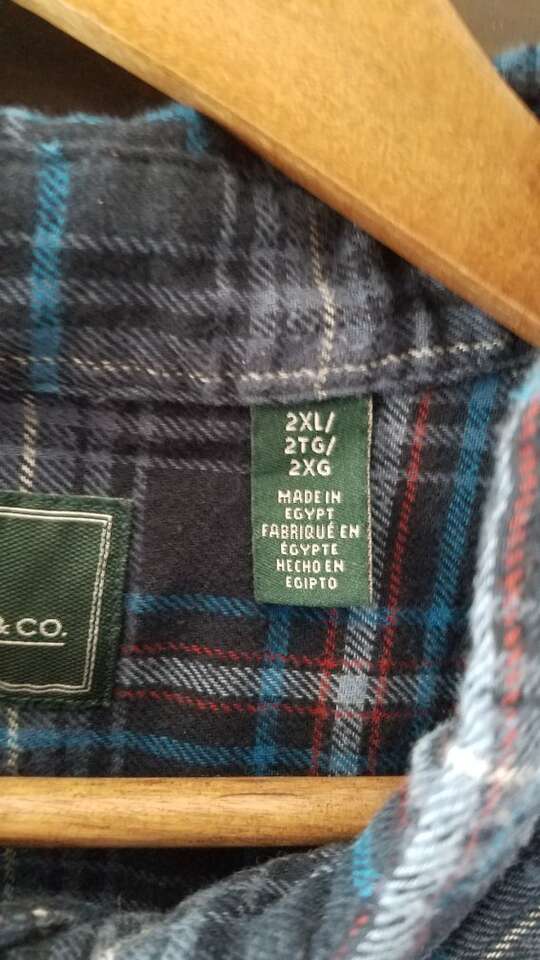 2XL/
2TG/
2XG
MADE IN
EGYPT
FABRIQUÉ EN
ÉGYPTE
HECHO EN
EGIPTO
& CO.